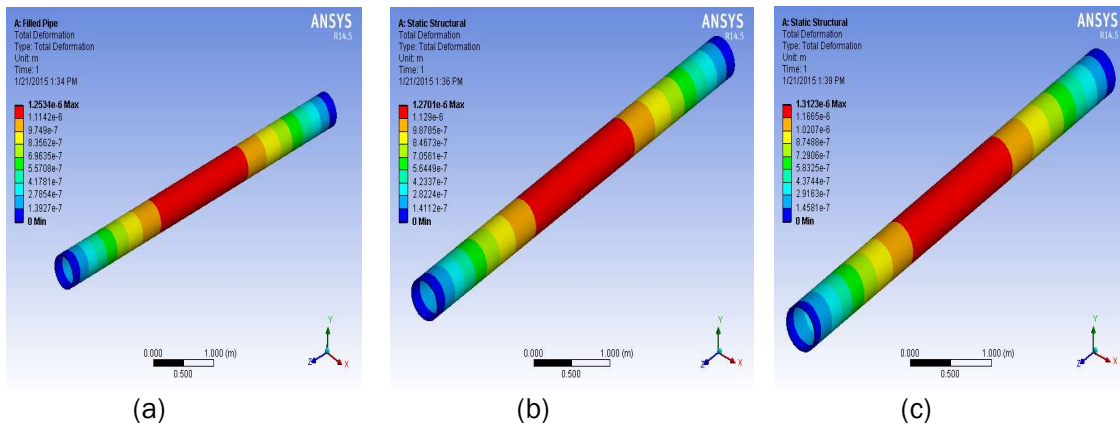 A: Filled Pipe
Total Deformation
Type: Total Deformation
Unit: m
Time: 1
1/21/2015 1:34 PM
ANSYS
R14.5
1.2534e-6 Max
1.1142e-6
9.749e-7
8.3562e-7
6.9635e-7
5.5708e-7
4.1781e-7
2.7854e-7
1.3927e-7
0 Min
Y
Z
X
0.000 1.000 (m)
0.500
(a)
A: Static Structural
Total Deformation
Type: Total Deformation
Unit: m
Time: 1
1/21/2015 1:36 PM
ANSYS
R14.5
1.2701e-6 Max
1.129e-6
9.8785e-7
8.4673e-7
7.0561e-7
5.6449e-7
4.2337e-7
2.8224e-7
1.4112e-7
0 Min
Y
Z
X
0.000 1.000 (m)
0.500
(b)
A: Static Structural
Total Deformation
Type: Total Deformation
Unit: m
Time: 1
1/21/2015 1:39 PM
ANSYS
R14.5
1.3123e-6 Max
1.1665e-6
1.0207e-6
8.7488e-7
7.2906e-7
5.8325e-7
4.3744e-7
2.9163e-7
1.4581e-7
0 Min
Y
Z
X
0.000 1.000 (m)
0.500
(c)